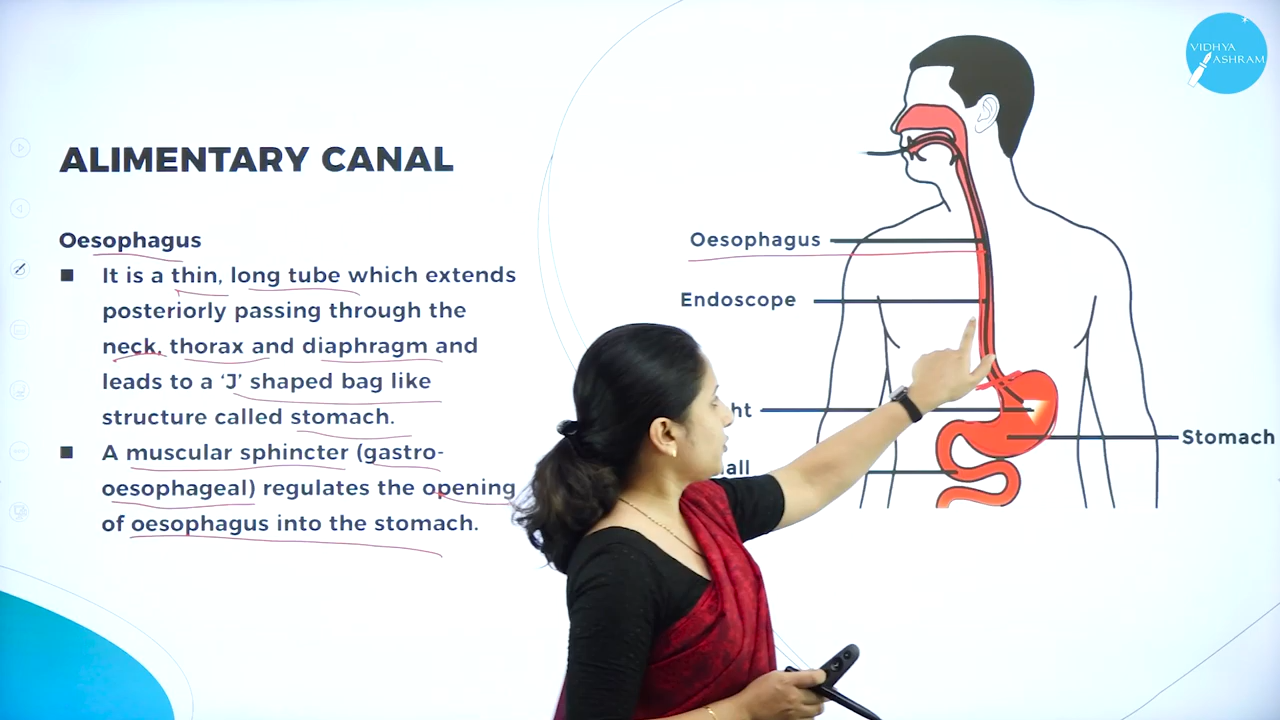 VIDHYA
ASHRAM
ALIMENTARY CANAL
Oesophagus
■ It is a thin, long tube which extends
posteriorly passing through the
neck, thorax and diaphragm and
leads to a ‘J’ shaped bag like
structure called stomach.
■ A muscular sphincter (gastro-
oesophageal) regulates the opening
of oesophagus into the stomach.
Oesophagus
Endoscope
Stomach